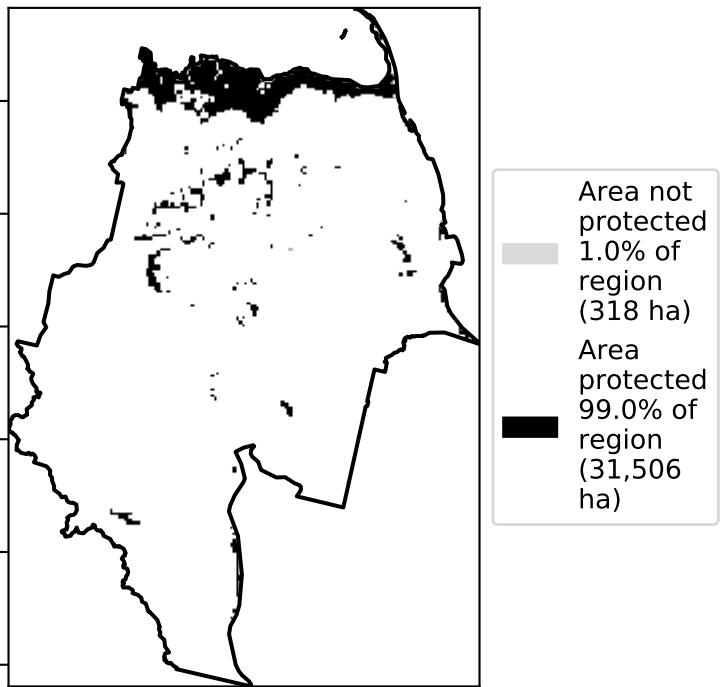 Area not
protected
1.0% of
region
(318 ha)
Area
protected
99.0% of
region
(31,506
ha)